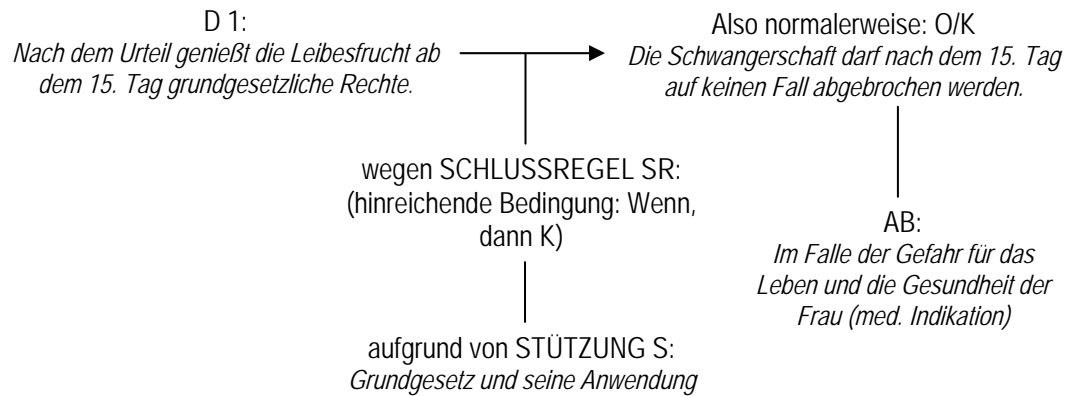 D 1:
Nach dem Urteil genießt die Leibesfrucht ab
dem 15. Tag grundgesetzliche Rechte.
Also normalerweise: O/K
Die Schwangerschaft darf nach dem 15. Tag
auf keinen Fall abgebrochen werden.
wegen SCHLUSSREGEL SR:
(hinreichende Bedingung: Wenn,
dann K)
AB:
Im Falle der Gefahr für das
Leben und die Gesundheit der
Frau (med. Indikation)
aufgrund von STÜTZUNG S:
Grundgesetz und seine Anwendung